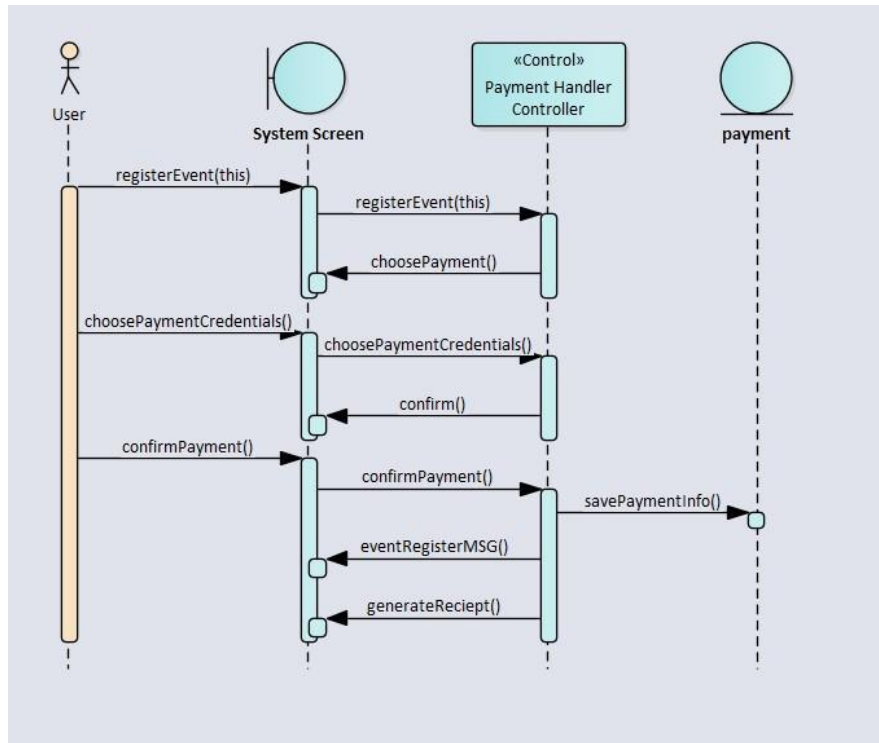 User
System Screen
«Control»
Payment Handler
Controller
payment
registerEvent(this)
registerEvent(this)
choosePayment()
choosePaymentCredentials()
choosePaymentCredentials()
confirm()
confirmPayment()
confirmPayment()
savePaymentInfo()
eventRegisterMSG()
generateReciept()